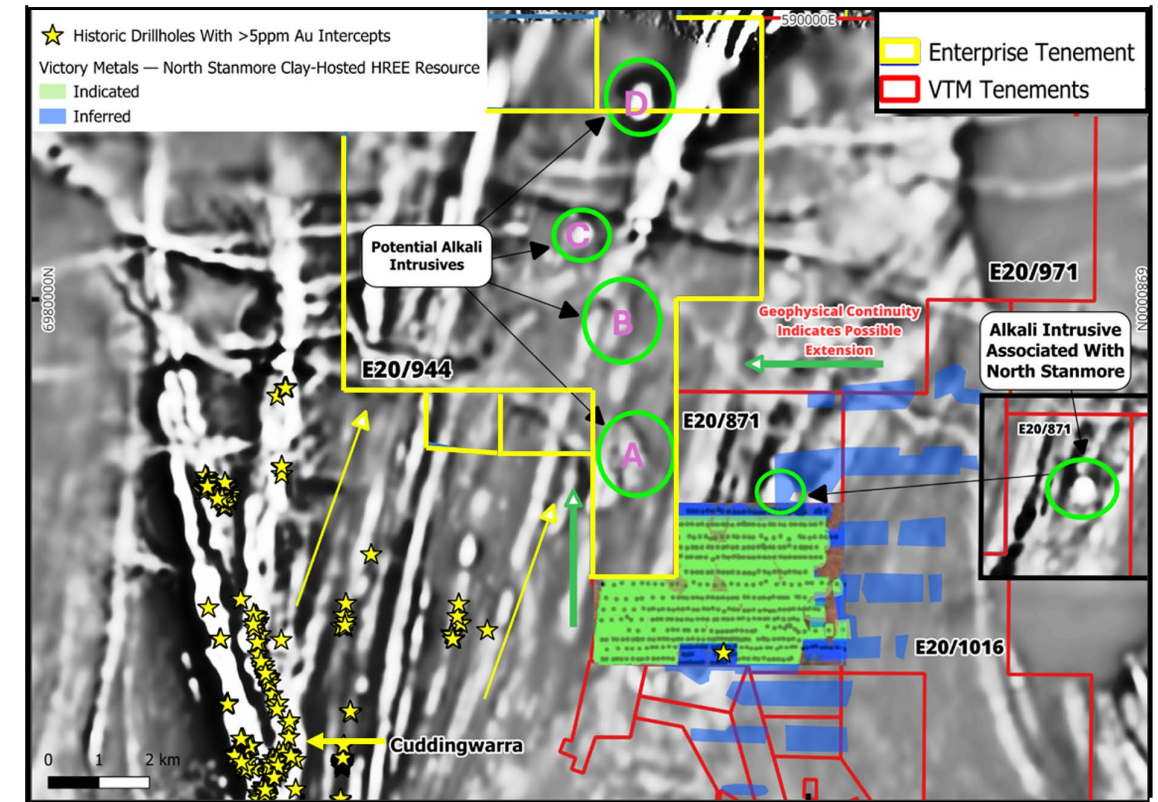 Historic Drillholes With >5ppm Au Intercepts
Victory Metals — North Stanmore Clay-Hosted HREE Resource
Indicated
Inferred
590000E
Enterprise Tenement
VTM Tenements
D
C
B
A
Potential Alkali
Intrusives
6980000N
6980000N
E20/971
Geophysical Continuity
Indicates Possible
Extension
Alkali Intrusive
Associated With
North Stanmore
E20/944
E20/871
E20/871
E20/1016
Cuddingwarra
0 1 2 km